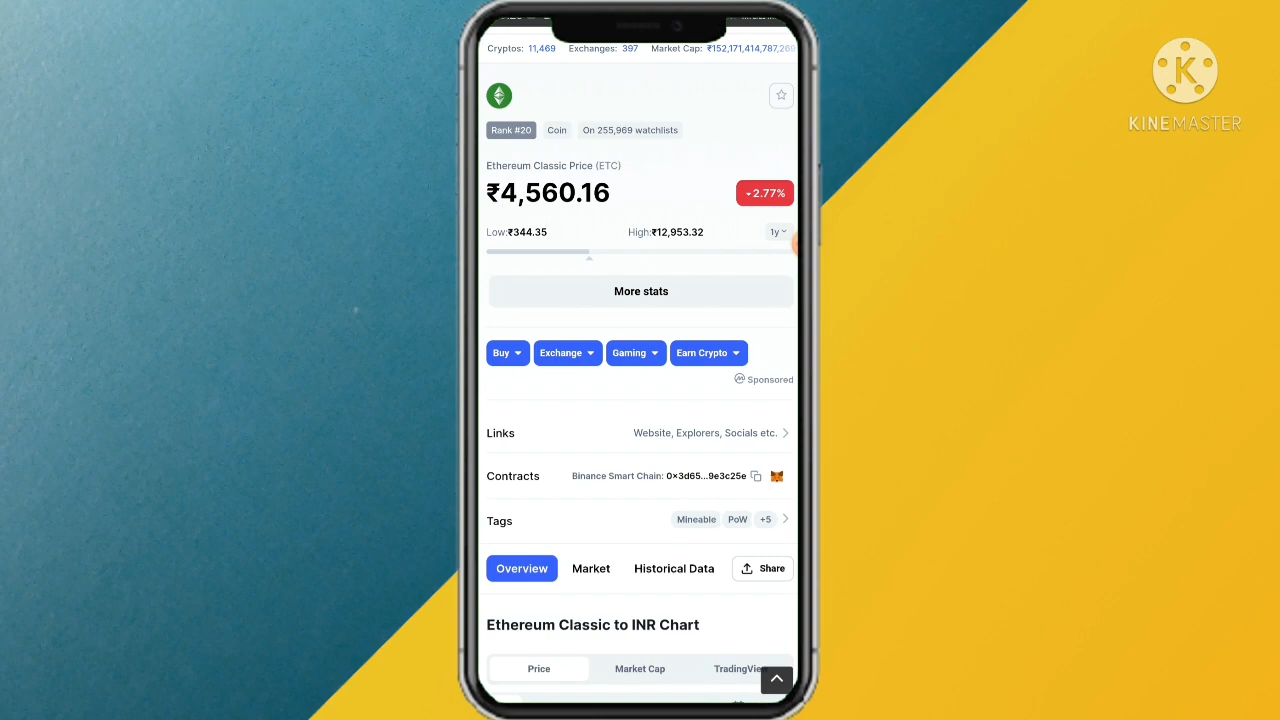 Cryptos: 11,469 Exchanges: 397 Market Cap: ₹152,171,414,787,269
Rank #20 Coin On 255,969 watchlists
Ethereum Classic Price (ETC)
₹4,560.16 2.77%
Low:₹344.35 High:₹12,953.32 1y
More stats
Buy Exchange Gaming Earn Crypto
Sponsored
Links Website, Explorers, Socials etc.
Contracts Binance Smart Chain: 0x3d65...9e3c25e
Tags Mineable PoW +5
Overview Market Historical Data Share
Ethereum Classic to INR Chart
Price Market Cap TradingView
K
KINEMASTER